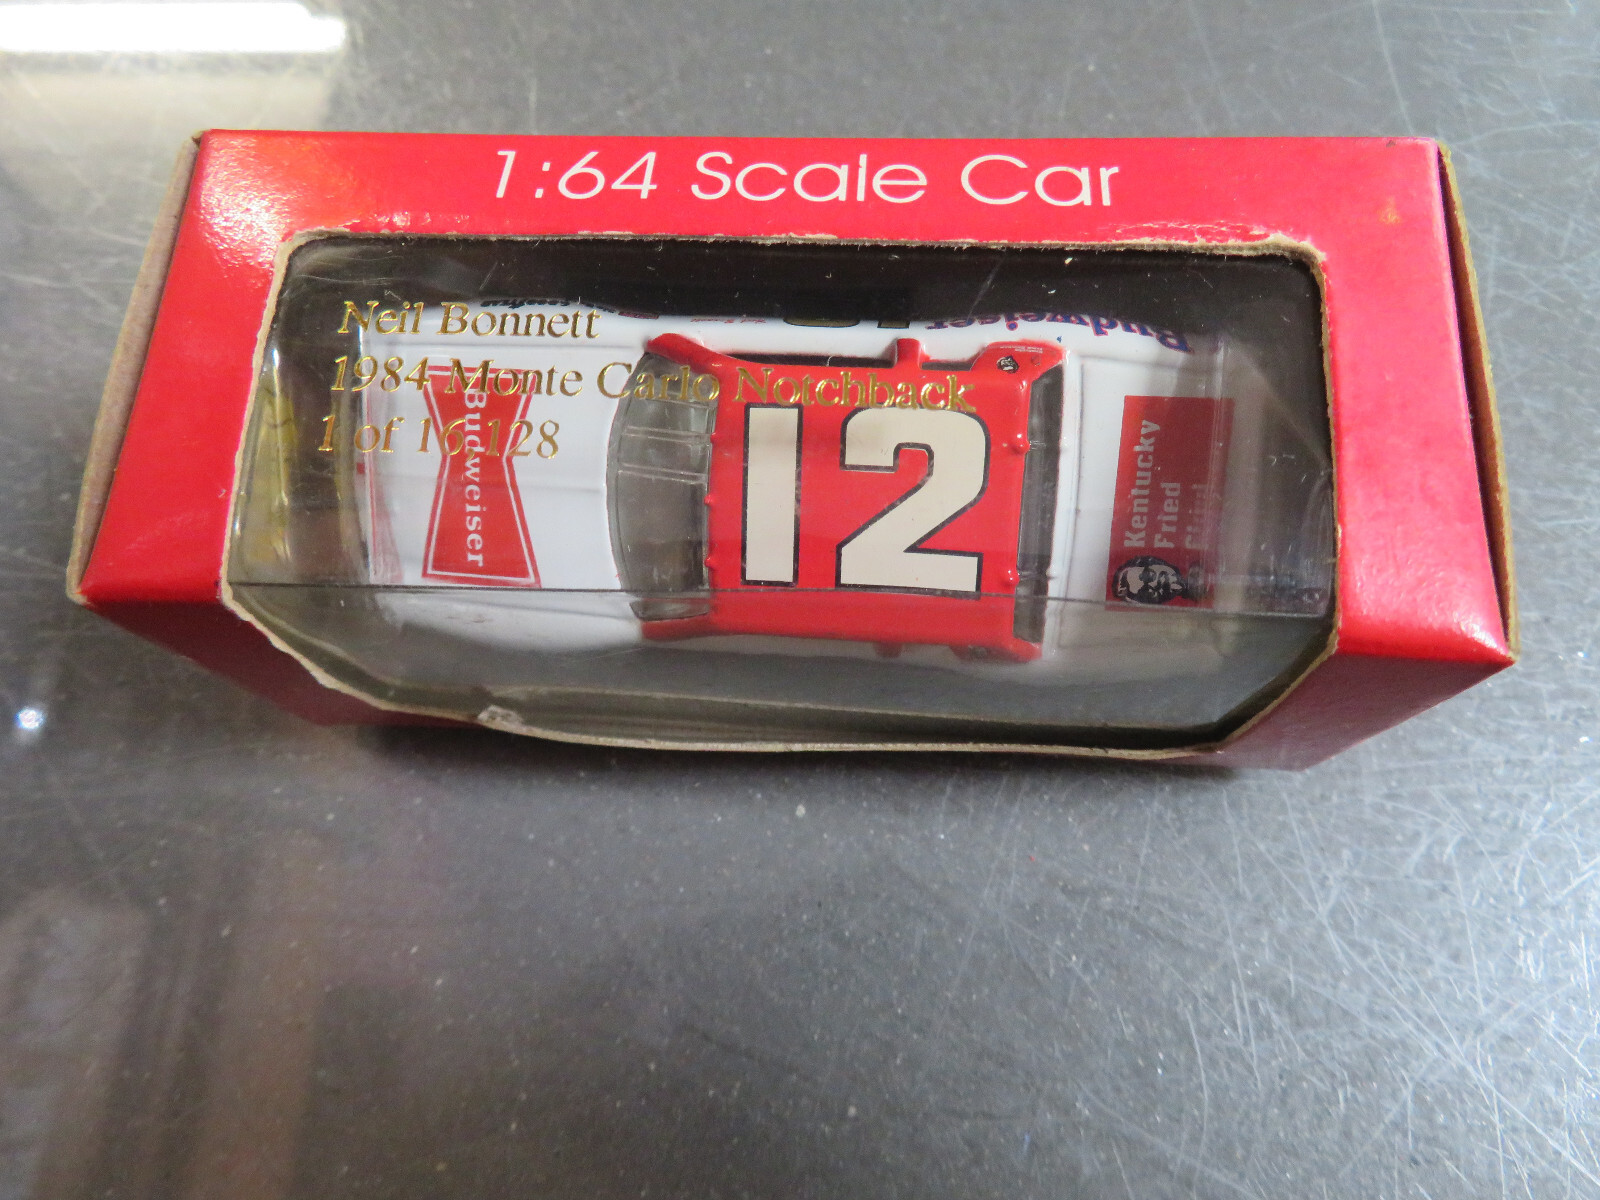 1:64 Scale Car
Neil Bonnett
1984 Monte Carlo Notchback
1 of 16,128
Budweiser
12
Budweiser
Kentucky
Fried